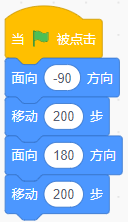 当 被点击
面向 -90 方向
移动 200 步
面向 180 方向
移动 200 步